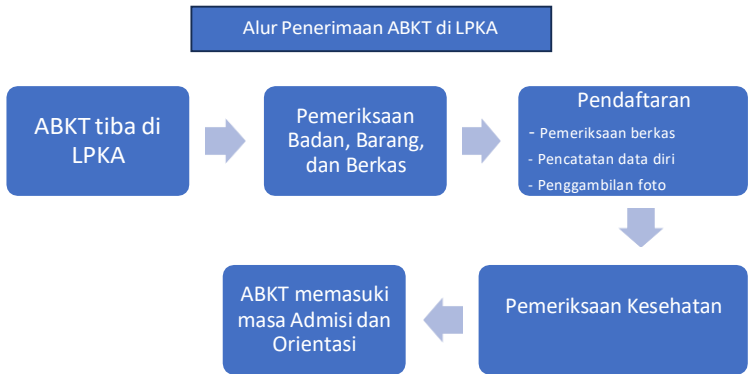 Alur Penerimaan ABKT di LPKA
ABKT tiba di
LPKA
Pemeriksaan
Badan, Barang,
dan Berkas
Pendaftaran
- Pemeriksaan berkas
- Pencatatan data diri
- Penggambilan foto
Pemeriksaan Kesehatan
ABKT memasuki
masa Admisi dan
Orientasi